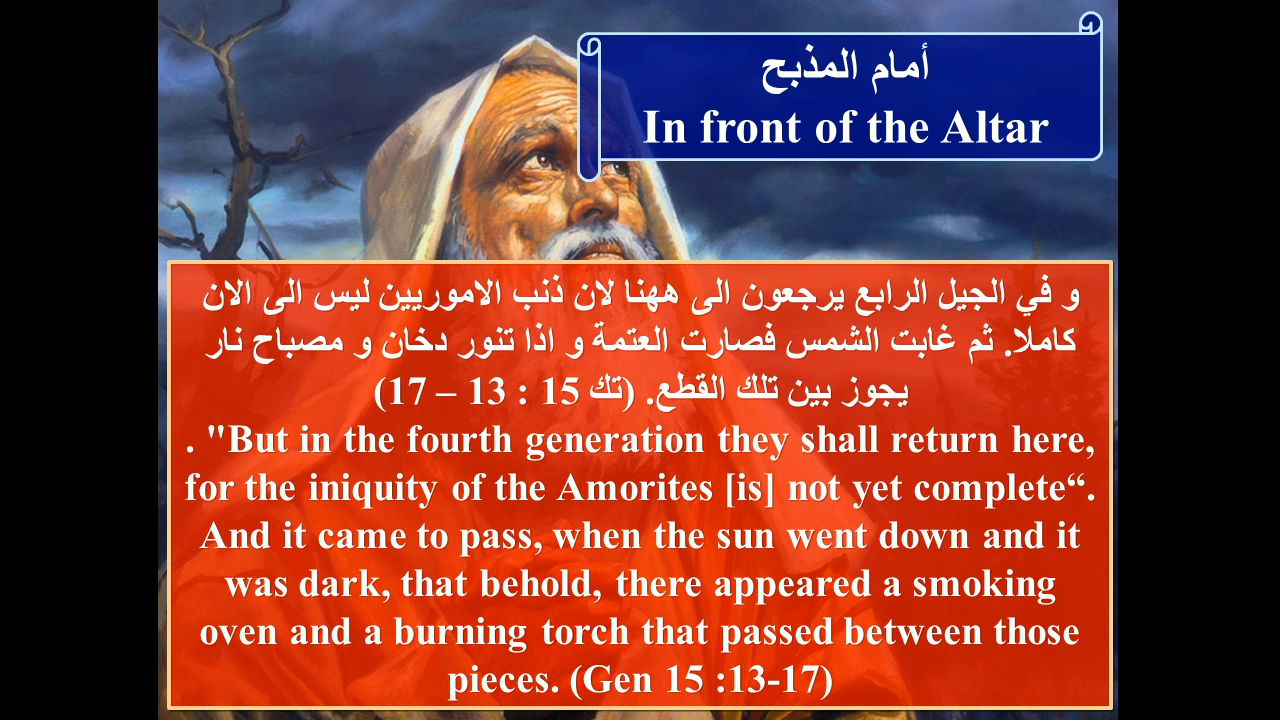 أمام المذبح
In front of the Altar
و في الجيل الرابع يرجعون الى ههنا لان ذنب الاموريين ليس الى الان
كاملا. ثم غابت الشمس فصارت العتمة و اذا تنور دخان و مصباح نار
يجوز بين تلك القطع. (تك 15 : 13 – 17)
. "But in the fourth generation they shall return here,
for the iniquity of the Amorites [is] not yet complete“.
And it came to pass, when the sun went down and it
was dark, that behold, there appeared a smoking
oven and a burning torch that passed between those
pieces. (Gen 15 :13-17)